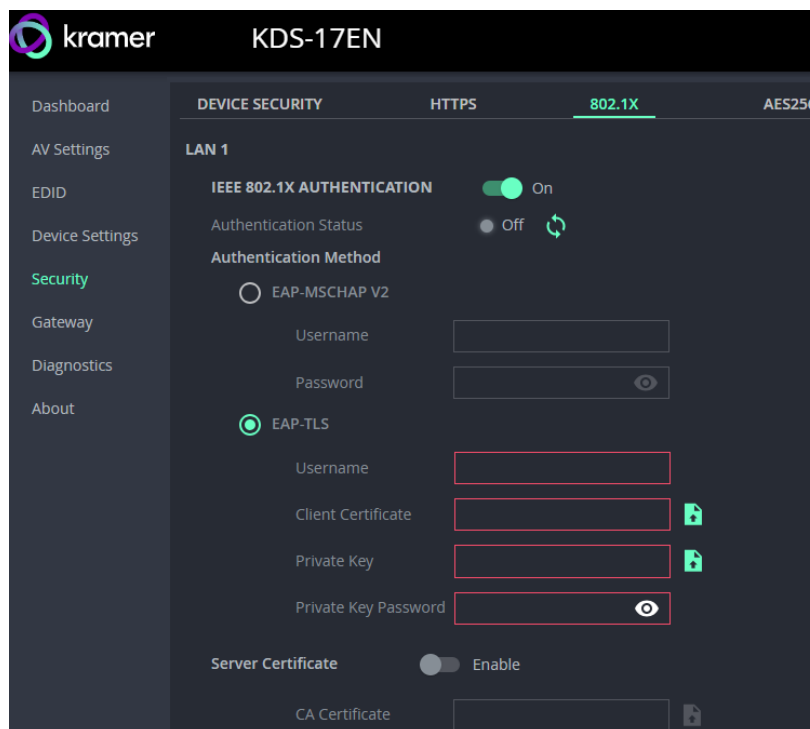 kramer KDS-17EN
Dashboard
AV Settings
EDID
Device Settings
Security
Gateway
Diagnostics
About
DEVICE SECURITY HTTPS 802.1X AES256
LAN 1
IEEE 802.1X AUTHENTICATION On
Authentication Status Off
Authentication Method
EAP-MSCHAP V2
Username
Password
EAP-TLS
Username
Client Certificate
Private Key
Private Key Password
Server Certificate Enable
CA Certificate